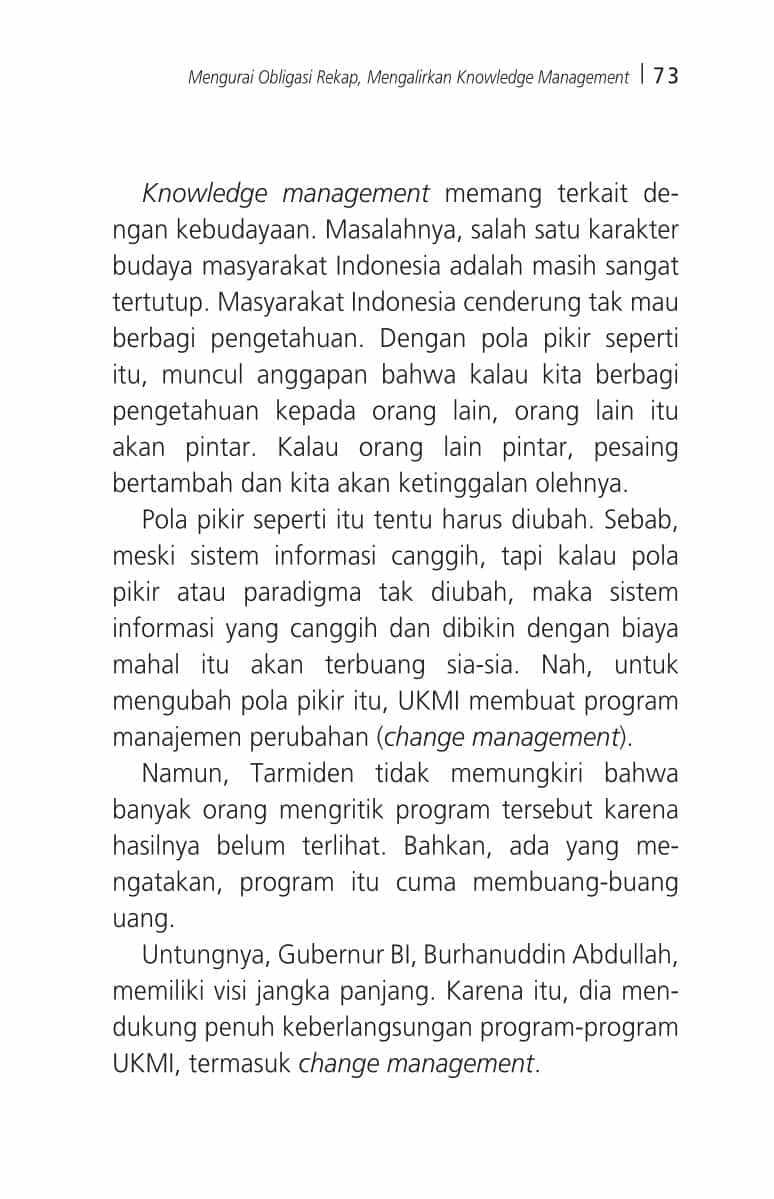 Mengurai Obligasi Rekap, Mengalirkan Knowledge Management | 73
Knowledge management memang terkait de-
ngan kebudayaan. Masalahnya, salah satu karakter
budaya masyarakat Indonesia adalah masih sangat
tertutup. Masyarakat Indonesia cenderung tak mau
berbagi pengetahuan. Dengan pola pikir seperti
itu, muncul anggapan bahwa kalau kita berbagi
pengetahuan kepada orang lain, orang lain itu
akan pintar. Kalau orang lain pintar, pesaing
bertambah dan kita akan ketinggalan olehnya.
Pola pikir seperti itu tentu harus diubah. Sebab,
meski sistem informasi canggih, tapi kalau pola
pikir atau paradigma tak diubah, maka sistem
informasi yang canggih dan dibikin dengan biaya
mahal itu akan terbuang sia-sia. Nah, untuk
mengubah pola pikir itu, UKMI membuat program
manajemen perubahan (change management).
Namun, Tarmiden tidak memungkiri bahwa
banyak orang mengritik program tersebut karena
hasilnya belum terlihat. Bahkan, ada yang me-
ngatakan, program itu cuma membuang-buang
uang.
Untungnya, Gubernur BI, Burhanuddin Abdullah,
memiliki visi jangka panjang. Karena itu, dia men-
dukung penuh keberlangsungan program-program
UKMI, termasuk change management.